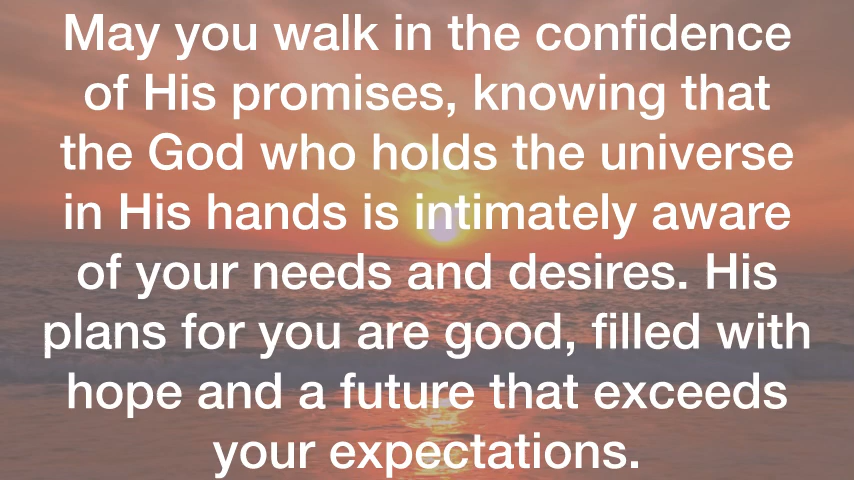 May you walk in the confidence
of His promises, knowing that
the God who holds the universe
in His hands is intimately aware
of your needs and desires. His
plans for you are good, filled with
hope and a future that exceeds
your expectations.